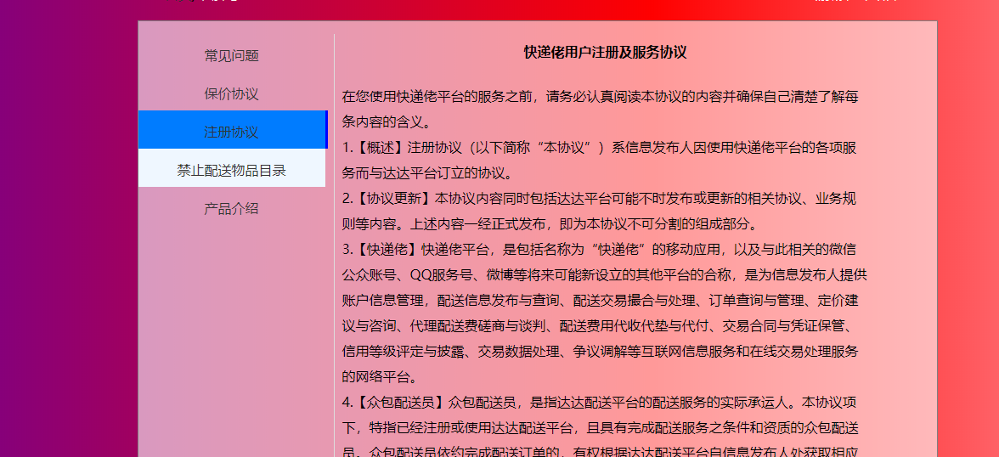 常见问题
保价协议
注册协议
禁止配送物品目录
产品介绍
快递佬用户注册及服务协议
在您使用快递佬平台的服务之前，请务必认真阅读本协议的内容并确保自己清楚了解每
条内容的含义。
1.【概述】注册协议（以下简称“本协议”）系信息发布人因使用快递佬平台的各项服
务而与达达平台订立的协议。
2.【协议更新】本协议内容同时包括达达平台可能不时发布或更新的相关协议、业务规
则等内容。上述内容一经正式发布，即为本协议不可分割的组成部分。
3.【快递佬】快递佬平台，是包括名称为“快递佬”的移动应用，以及与此相关的微信
公众账号、QQ服务号、微博等将来可能新设立的其他平台的合称，是为信息发布人提供
账户信息管理，配送信息发布与查询、配送交易撮合与处理、订单查询与管理、定价建
议与咨询、代理配送费磋商与谈判、配送费用代收代垫与代付、交易合同与凭证保管、
信用等级评定与披露、交易数据处理、争议调解等互联网信息服务和在线交易处理服务
的网络平台。
4.【众包配送员】众包配送员，是指达达配送平台的配送服务的实际承运人。本协议项
下，特指已经注册或使用达达配送平台，且具有完成配送服务之条件和资质的众包配送
员。众包配送员依约完成配送订单的，有权根据达达配送平台自信息发布人处获取相应